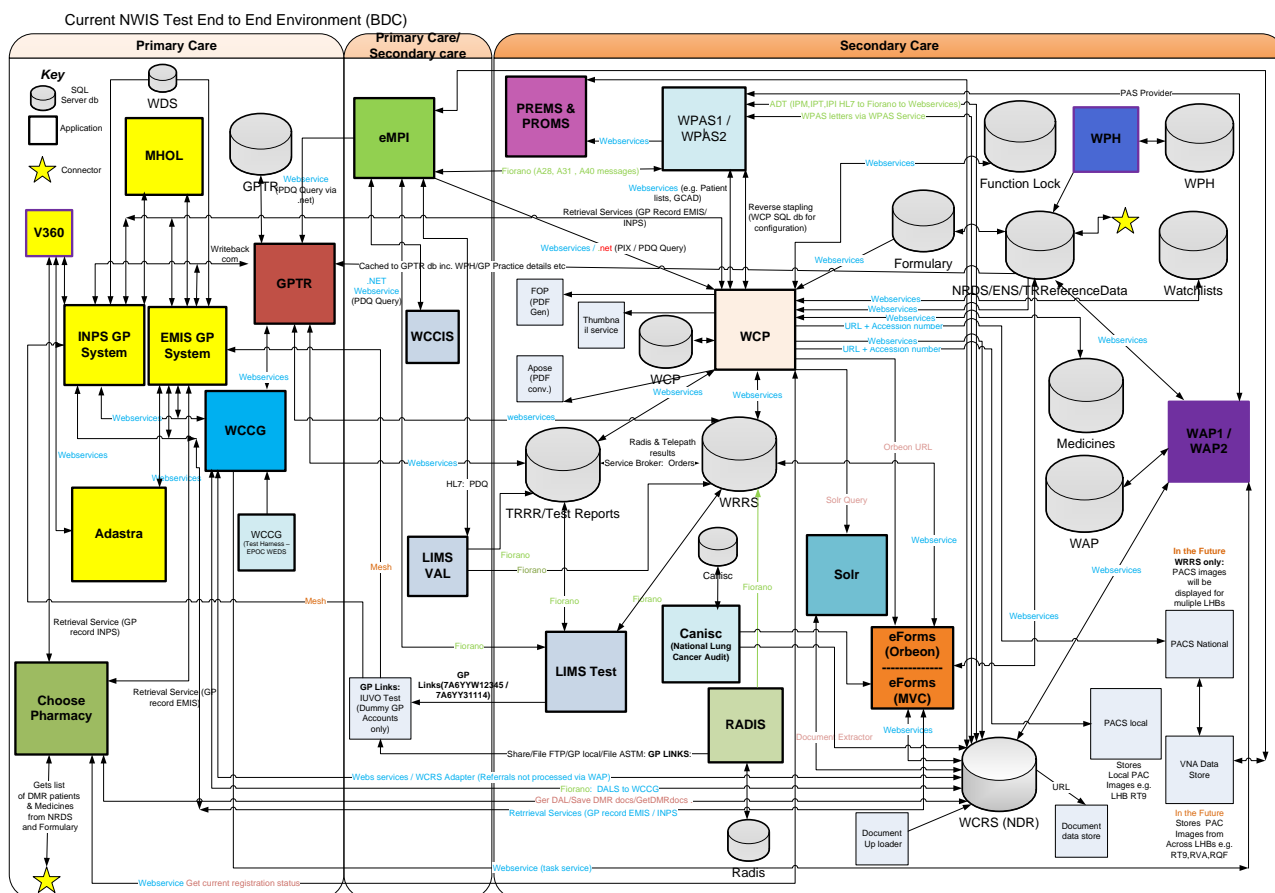 Current NWIS Test End to End Environment (BDC)
Primary Care
Primary Care/
Secondary care
Secondary Care
Key
SQL
Server db
Application
Connector
WDS
MHOL
GPTR
Webservice
(PDQ Query via
.net)
V360
Writeback
com
GPTR
INPS GP
System
EMIS GP
System
Webservices
Webservices
WCCG
Webservices
Adastra
WCCG
(Test Harness –
EPOC WEDS
Mesh
Retrieval Service (GP
record INPS)
Choose
Pharmacy
Retrieval Service (GP
record EMIS)
Gets list
of DMR patients
& Medicines
from NRDS
and Formulary
eMPI
Fiorano (A28, A31 , A40 messages)
Retrieval Services (GP Record EMIS/
INPS
Webservices / .net (PIX / PDQ Query)
Cached to GPTR db inc. WPH/GP Practice details etc
.NET
Webservice
(PDQ Query)
WCCIS
webservices
Webservices
HL7: PDQ
LIMS
VAL
Mesh
Fiorano
Fiorano
Fiorano
Fiorano
Fiorano
Fiorano
TRRR/Test Reports
LIMS Test
GP Links:
IUVO Test
(Dummy GP
Accounts
only)
GP
Links(7A6YYW12345 /
7A6YY31114)
Share/File FTP/GP local/File ASTM: GP LINKS:
PREMS &
PROMS
Webservices
WPAS1 /
WPAS2
ADT (IPM,IPT,IPI HL7 to Fiorano to Webservices)
WPAS letters via WPAS Service
PAS Provider
Webservices
Webservices (e.g. Patient
lists, GCAD)
Reverse stapling
(WCP SQL db for
configuration)
Function Lock
WPH
WPH
Formulary
NRDS/ENS/TRReferenceData
Watchlists
Webservices
FOP
(PDF
Gen)
Thumbna
il service
WCP
Apose
(PDF
conv.)
WCP
Webservices
Webservices
Webservices
Webservices
Webservices
URL + Accession number
Webservices
URL + Accession number
Medicines
WAP1 /
WAP2
WAP
Radis & Telepath
results
Service Broker: Orders
WRRS
Orbeon URL
Solr Query
Webservice
Solr
Canisc
Canisc
(National Lung
Cancer Audit)
RADIS
Radis
eForms
(Orbeon)
---------------
eForms
(MVC)
Webservices
Document Extractor
Webservices
In the Future
WRRS only:
PACS images
will be
displayed for
muliple LHBs
PACS National
PACS local
Stores
Local PAC
Images e.g.
LHB RT9
VNA Data
Store
In the Future
Stores PAC
Images from
Across LHBs e.g.
RT9,RVA,RQF
URL
WCRS (NDR)
Document
Up loader
Document
data store
Webs services / WCRS Adapter (Referrals not processed via WAP)
Fiorano: DALS to WCCG
Ger DAL/Save DMR docs/GetDMRdocs .
Retrieval Services (GP record EMIS / INPS
Webservice (task service)
Webservice Get current registration status